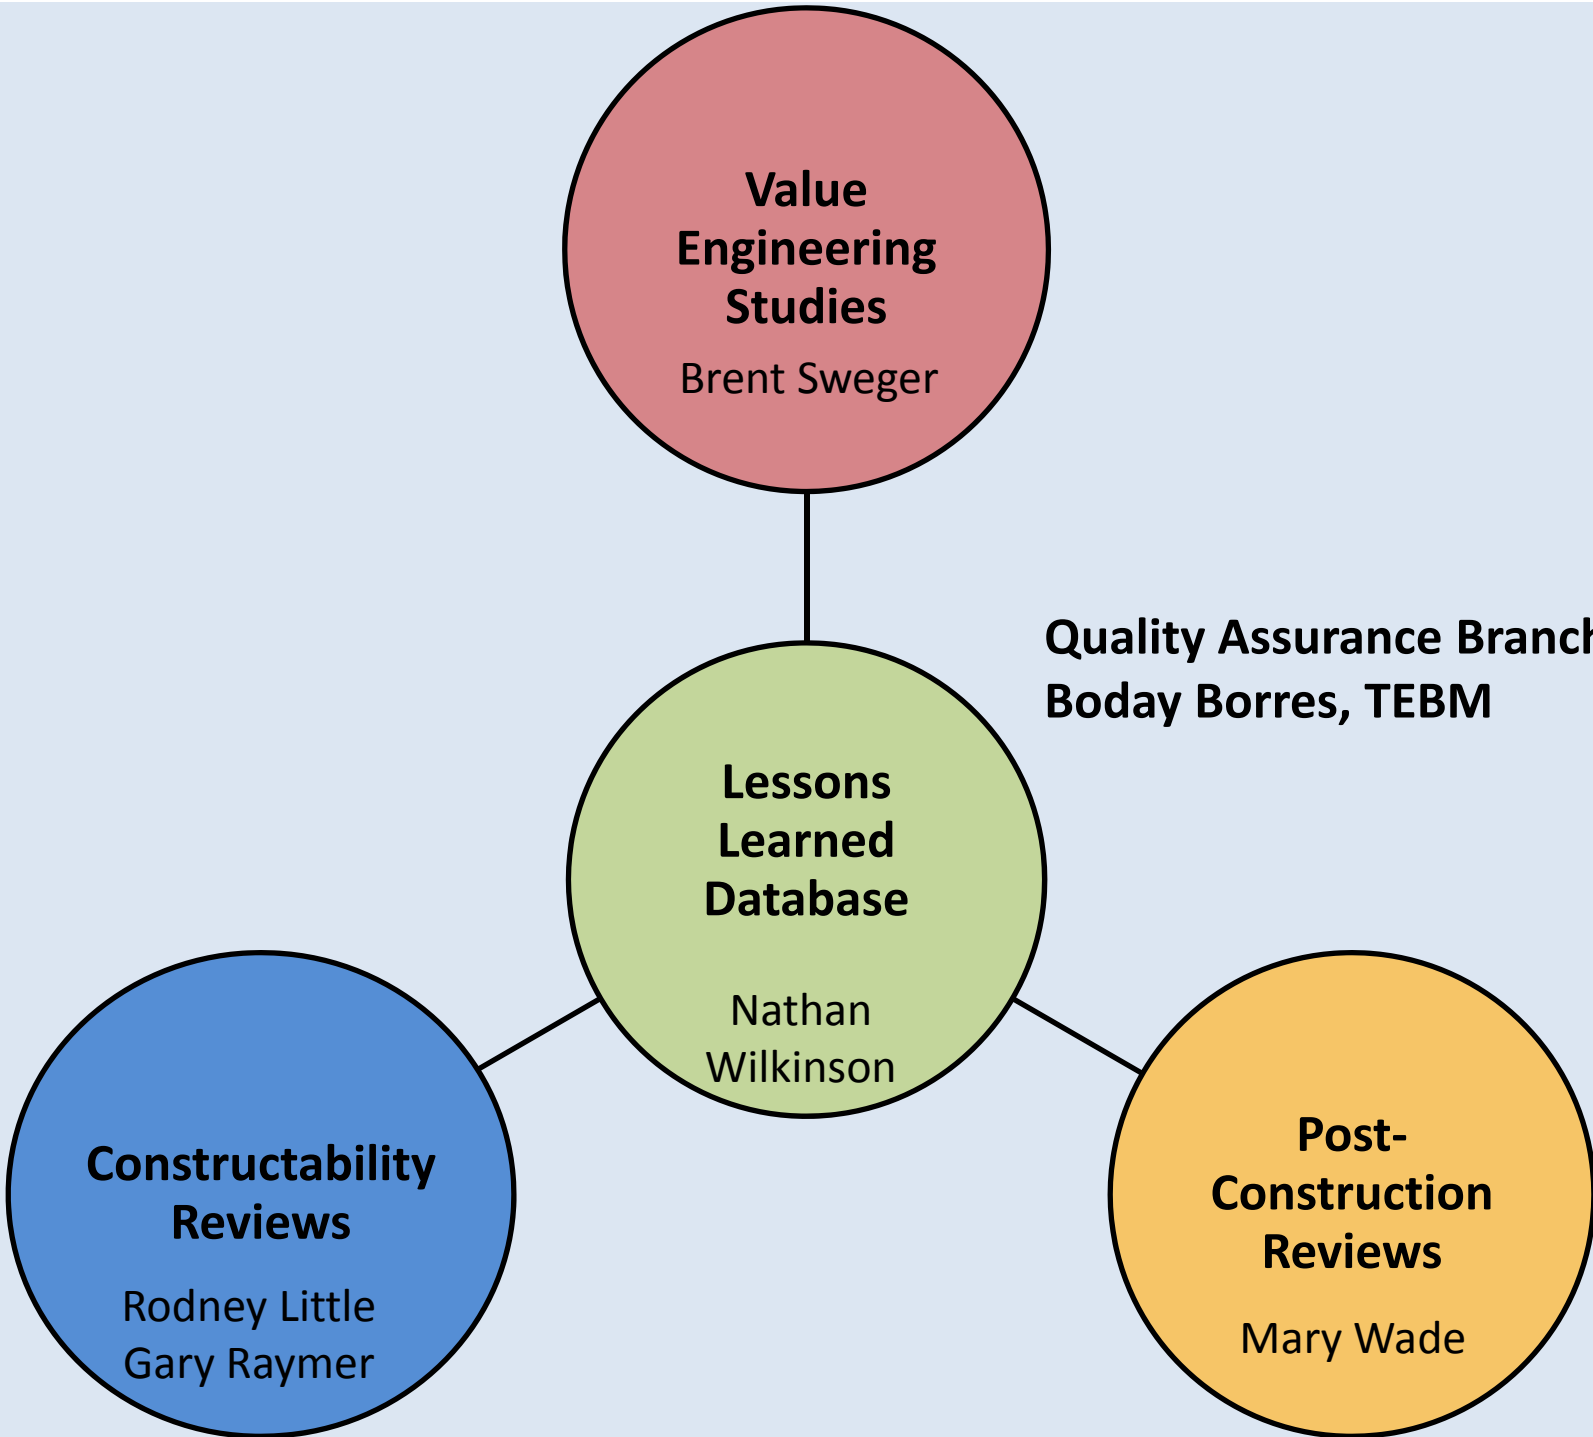 Value
Engineering
Studies
Brent Sweger
Quality Assurance Branch
Boday Borres, TEBM
Lessons
Learned
Database
Nathan
Wilkinson
Constructability
Reviews
Rodney Little
Gary Raymer
Post-
Construction
Reviews
Mary Wade